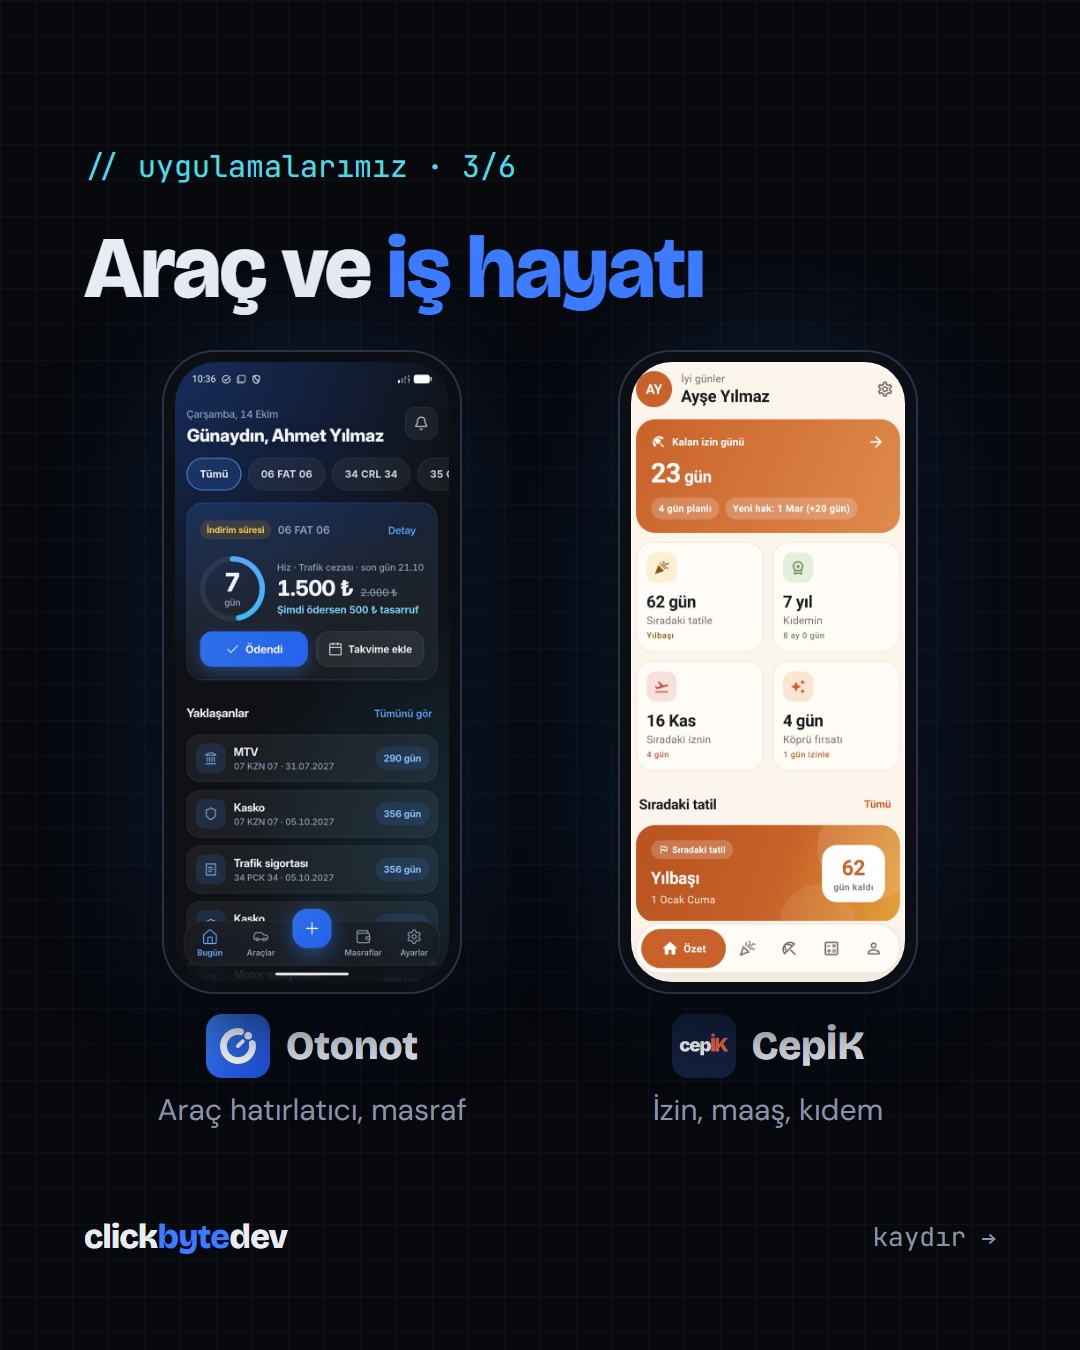 // uygulamalarımız · 3/6
Araç ve iş hayatı
10:36
Çarşamba, 14 Ekim
Günaydın, Ahmet Yılmaz
Tümü
06 FAT 06
34 CRL 34
35
İndirim süresi
06 FAT 06
Detay
7
gün
Hız · Trafik cezası · son gün 21.10
1.500 ₺ 2.000 ₺
Şimdi ödersen 500 ₺ tasarruf
Ödendi
Takvime ekle
Yaklaşanlar
Tümünü gör
MTV
07 KZN 07 · 31.07.2027
290 gün
Kasko
07 KZN 07 · 05.10.2027
356 gün
Trafik sigortası
34 PCK 34 · 05.10.2027
356 gün
Kasko
Bugün
Araçlar
Masraflar
Ayarlar
AY
İyi günler
Ayşe Yılmaz
Kalan izin günü
23 gün
4 gün planlı
Yeni hak: 1 Mar (+20 gün)
62 gün
Sıradaki tatile
Yılbaşı
7 yıl
Kıdemin
8 ay 0 gün
16 Kas
Sıradaki iznin
4 gün
4 gün
Köprü fırsatı
1 gün izinle
Sıradaki tatil
Tümü
Sıradaki tatil
Yılbaşı
1 Ocak Cuma
62
gün kaldı
Özet
Otonot
Araç hatırlatıcı, masraf
cepİK
CepİK
İzin, maaş, kıdem
clickbytedev
kaydır →